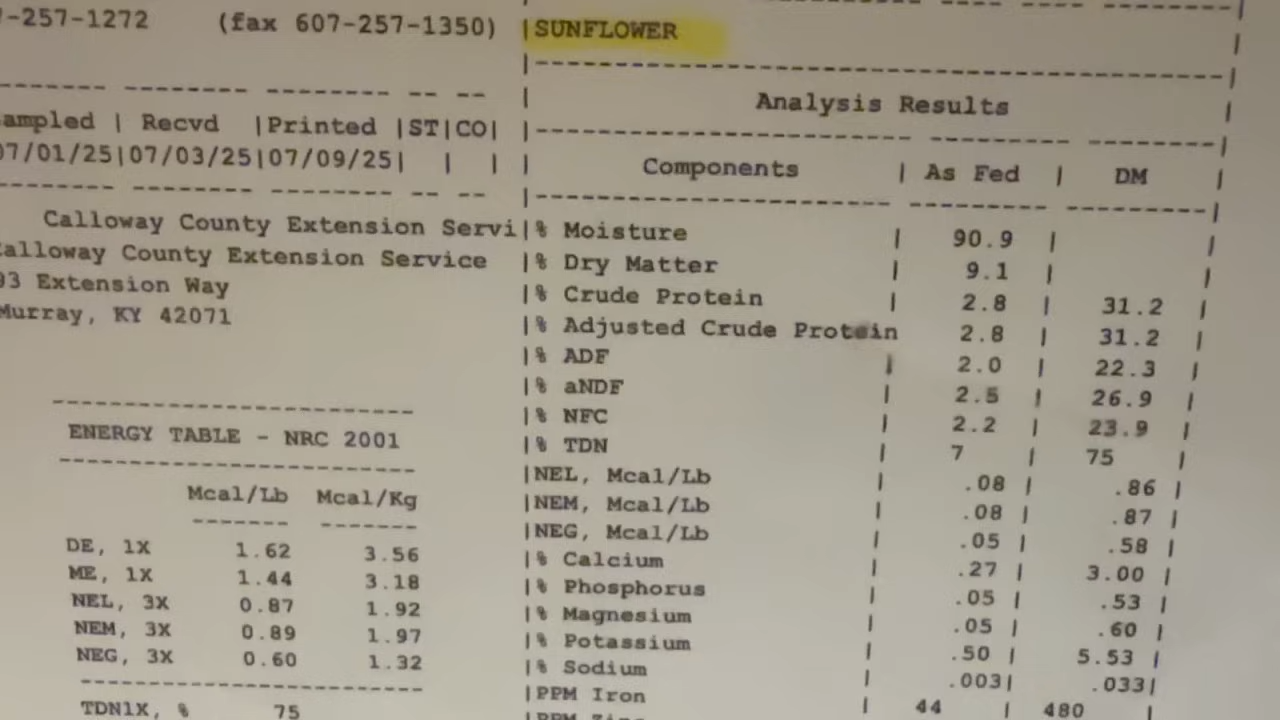 7-257-1272 (fax 607-257-1350) |SUNFLOWER
ampled | Recvd |Printed |ST|CO|
07/01/25|07/03/25|07/09/25| | |
Calloway County Extension Servi
Calloway County Extension Service
93 Extension Way
Murray, KY 42071
ENERGY TABLE - NRC 2001
Mcal/Lb Mcal/Kg
DE, 1X 1.62 3.56
ME, 1X 1.44 3.18
NEL, 3X 0.87 1.92
NEM, 3X 0.89 1.97
NEG, 3X 0.60 1.32
TDN1X, % 75
Analysis Results
Components | As Fed | DM
|% Moisture | 90.9 |
|% Dry Matter | 9.1 |
|% Crude Protein | 2.8 | 31.2 |
|% Adjusted Crude Protein 2.8 | 31.2 |
|% ADF | 2.0 | 22.3 |
|% aNDF | 2.5 | 26.9 |
|% NFC | 2.2 | 23.9 |
|% TDN | 7 | 75 |
|NEL, Mcal/Lb | .08 | .86 |
|NEM, Mcal/Lb | .08 | .87 |
|NEG, Mcal/Lb | .05 | .58 |
|% Calcium | .27 | 3.00 |
|% Phosphorus | .05 | .53 |
|% Magnesium | .05 | .60 |
|% Potassium | .50 | 5.53 |
|% Sodium | .003| .033|
|PPM Iron | 44 | 480 |